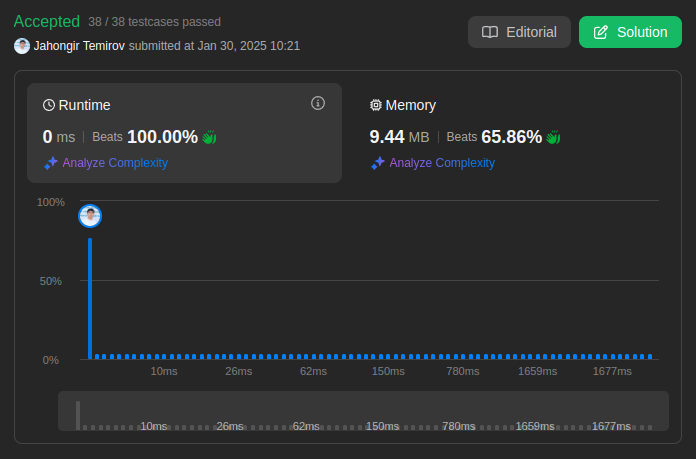 Accepted 38 / 38 testcases passed
Jahongir Temirov submitted at Jan 30, 2025 10:21
Editorial
Solution
Runtime
0 ms Beats 100.00%
Analyze Complexity
Memory
9.44 MB Beats 65.86%
Analyze Complexity
100%
50%
0%
10ms 26ms 62ms 150ms 780ms 1659ms 1677ms
10ms 26ms 62ms 150ms 780ms 1659ms 1677ms